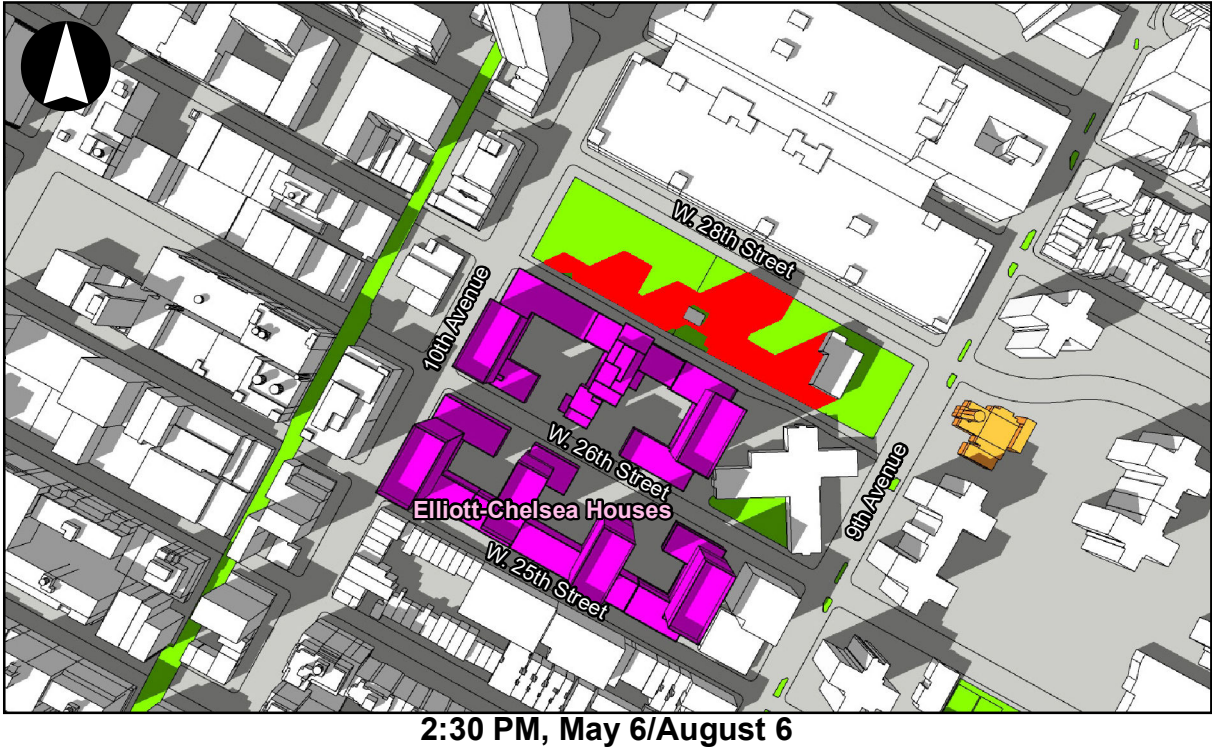 W. 28th Street
10th Avenue
W. 26th Street
9th Avenue
Elliott-Chelsea Houses
W. 25th Street
2:30 PM, May 6/August 6